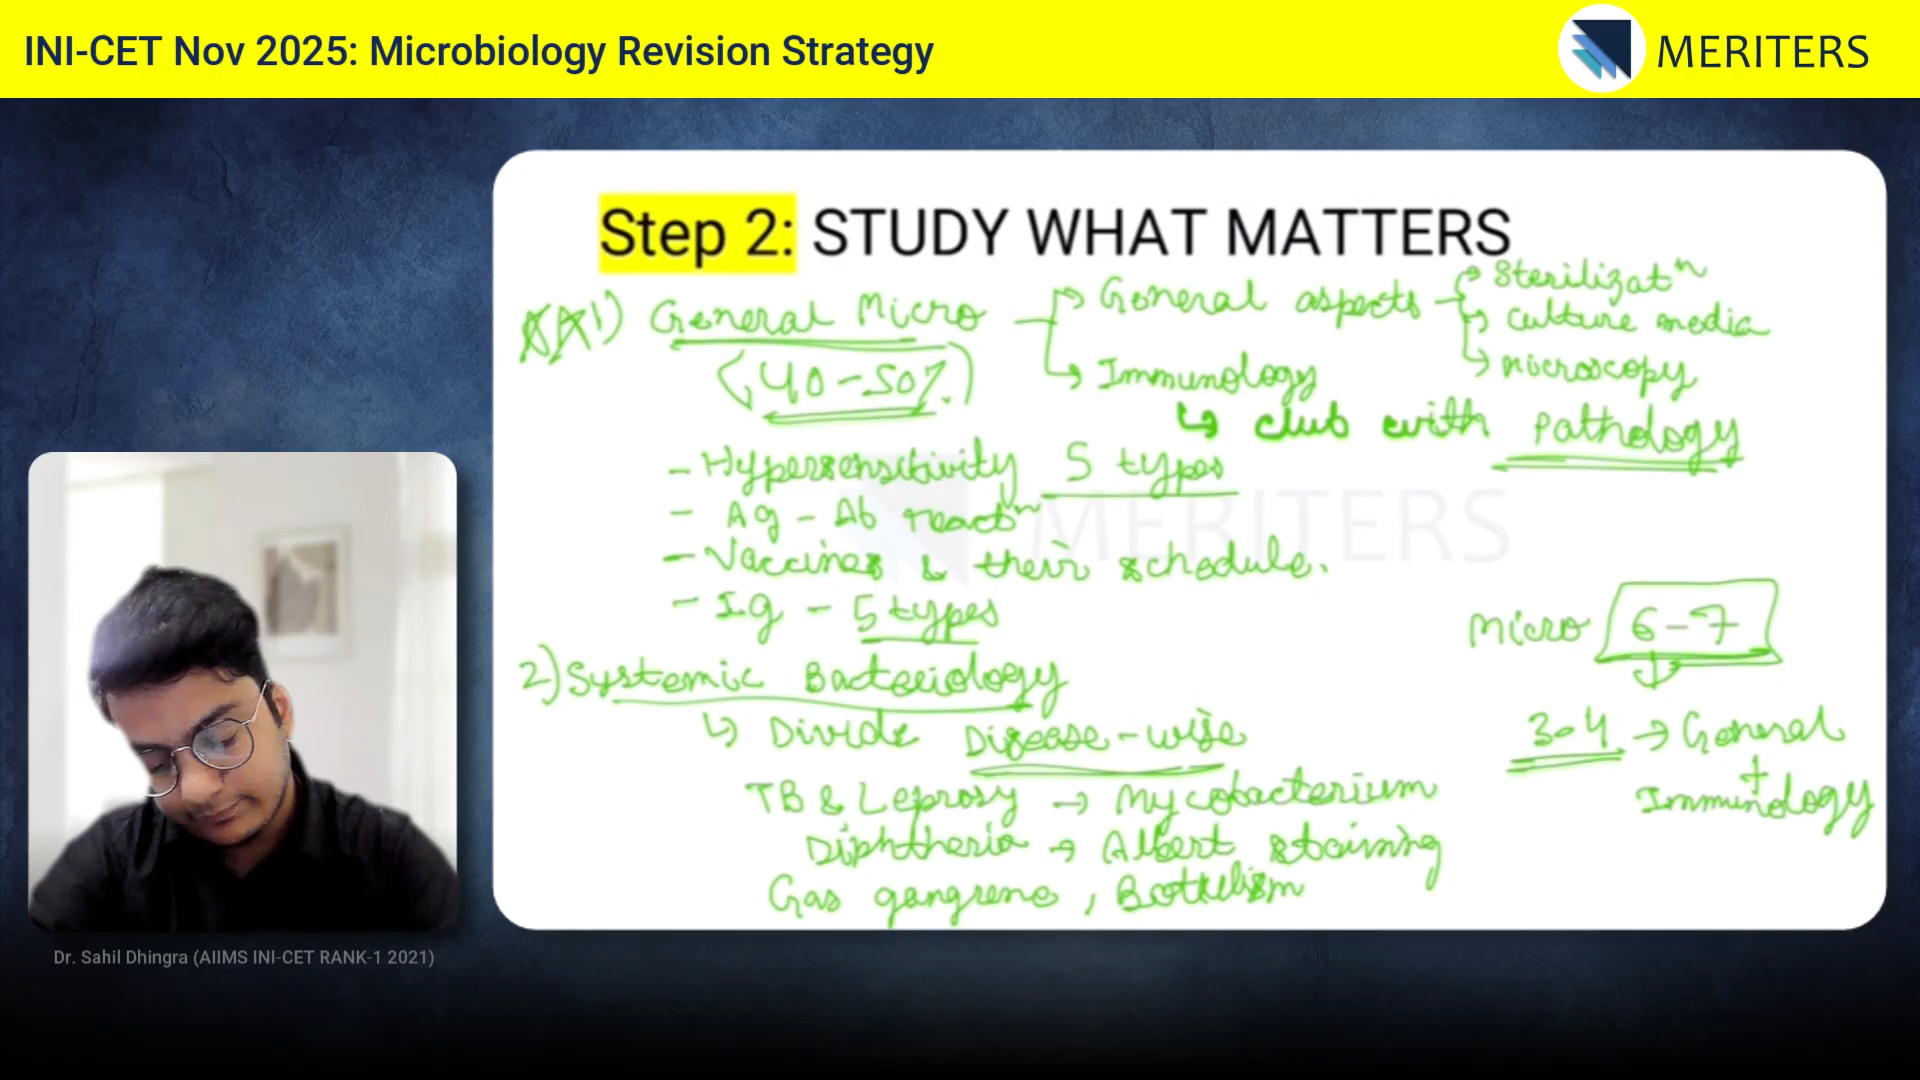 INI-CET Nov 2025: Microbiology Revision Strategy
MERITERS
Step 2: STUDY WHAT MATTERS
1) General Micro
(40-50%)
General aspects
Sterilizatn
culture media
microscopy
Immunology
club with Pathology
- Hypersensitivity 5 types
- Ag - Ab reactn
- Vaccines & their schedule.
- Ig - 5 types
2) Systemic Bacteriology
Divide Disease-wise
TB & Leprosy → Mycobacterium
Diphtheria → Albert staining
Gas gangrene, Botulism
Micro 6-7
3-4 → General
+
Immunology
MERITERS
Dr. Sahil Dhingra (AIIMS INI-CET RANK-1 2021)